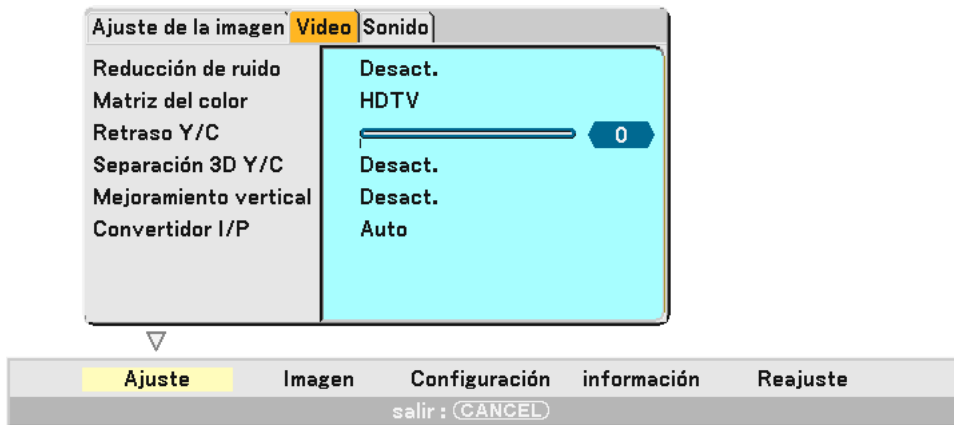 Ajuste de la imagen Video Sonido
Reducción de ruido Desact.
Matriz del color HDTV
Retraso Y/C 0
Separación 3D Y/C Desact.
Mejoramiento vertical Desact.
Convertidor I/P Auto
Ajuste Imagen Configuración información Reajuste
salir : CANCEL